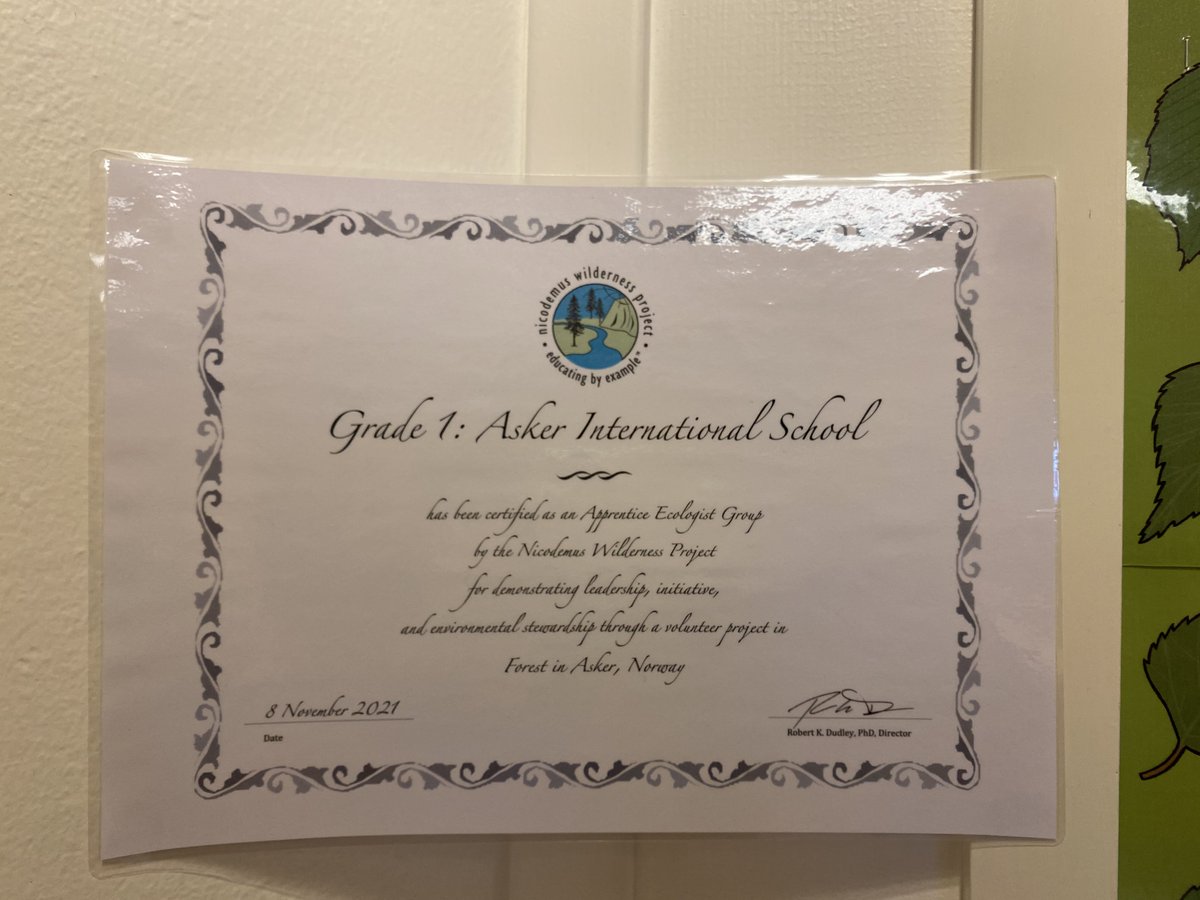 nicodemus wilderness project
educating by example™
Grade 1: Asker International School
has been certified as an Apprentice Ecologist Group
by the Nicodemus Wilderness Project
for demonstrating leadership, initiative,
and environmental stewardship through a volunteer project in
Forest in Asker, Norway
8 November 2021
Date
Robert K. Dudley, PhD, Director